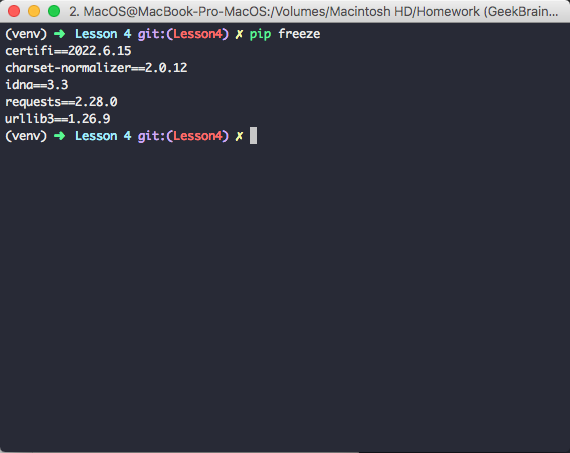 2. MacOS@MacBook-Pro-MacOS:/Volumes/Macintosh HD/Homework (GeekBrain...
(venv) ➜ Lesson 4 git:(Lesson4) ✗ pip freeze
certifi==2022.6.15
charset-normalizer==2.0.12
idna==3.3
requests==2.28.0
urllib3==1.26.9
(venv) ➜ Lesson 4 git:(Lesson4) ✗